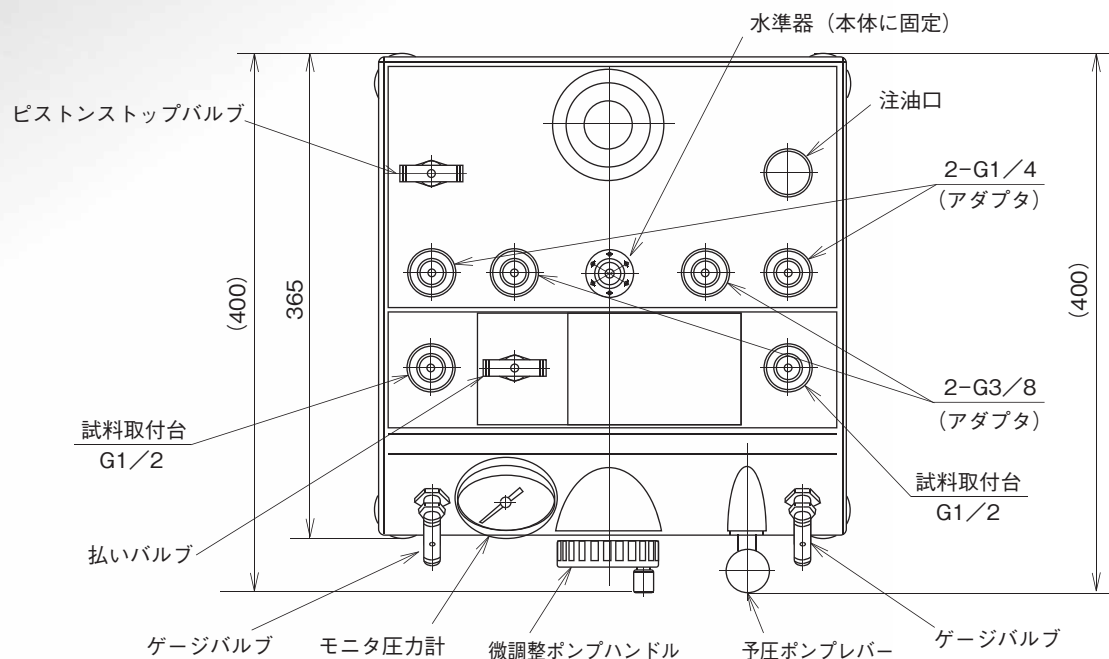 水準器（本体に固定）
ピストンストップバルブ
注油口
2−G1／4
（アダプタ）
(400)
365
(400)
2−G3／8
（アダプタ）
試料取付台
G1／2
試料取付台
G1／2
払いバルブ
ゲージバルブ
モニタ圧力計
微調整ポンプハンドル
予圧ポンプレバー
ゲージバルブ